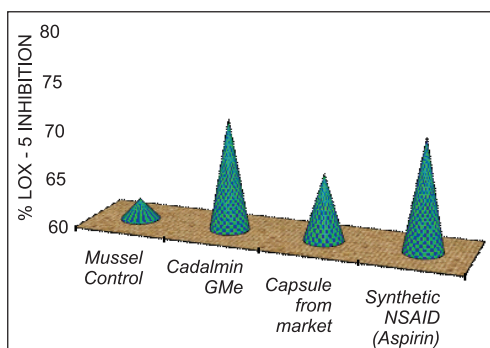 80
75
70
65
60
% LOX - 5 INHIBITION
Mussel
Control
Cadalmin
GMe
Capsule
from
market
Synthetic
NSAID
(Aspirin)